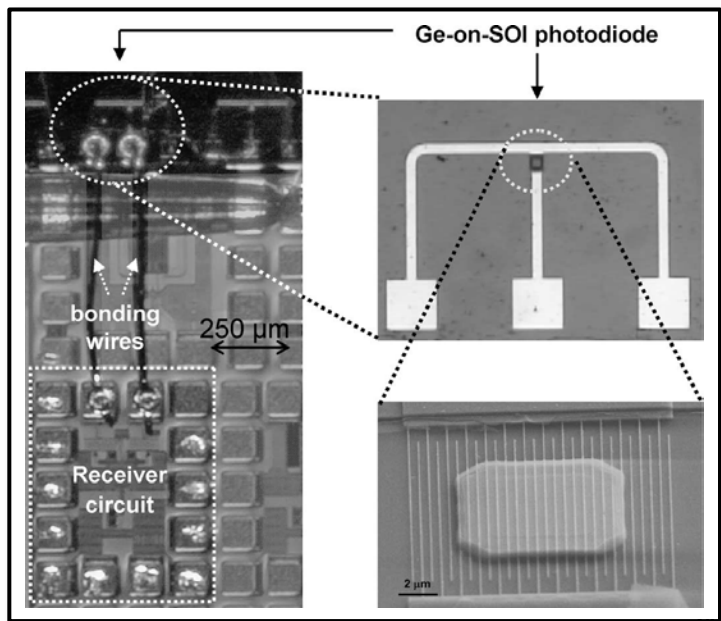 Ge-on-SOI photodiode
bonding
wires
250 µm
Receiver
circuit
2 µm